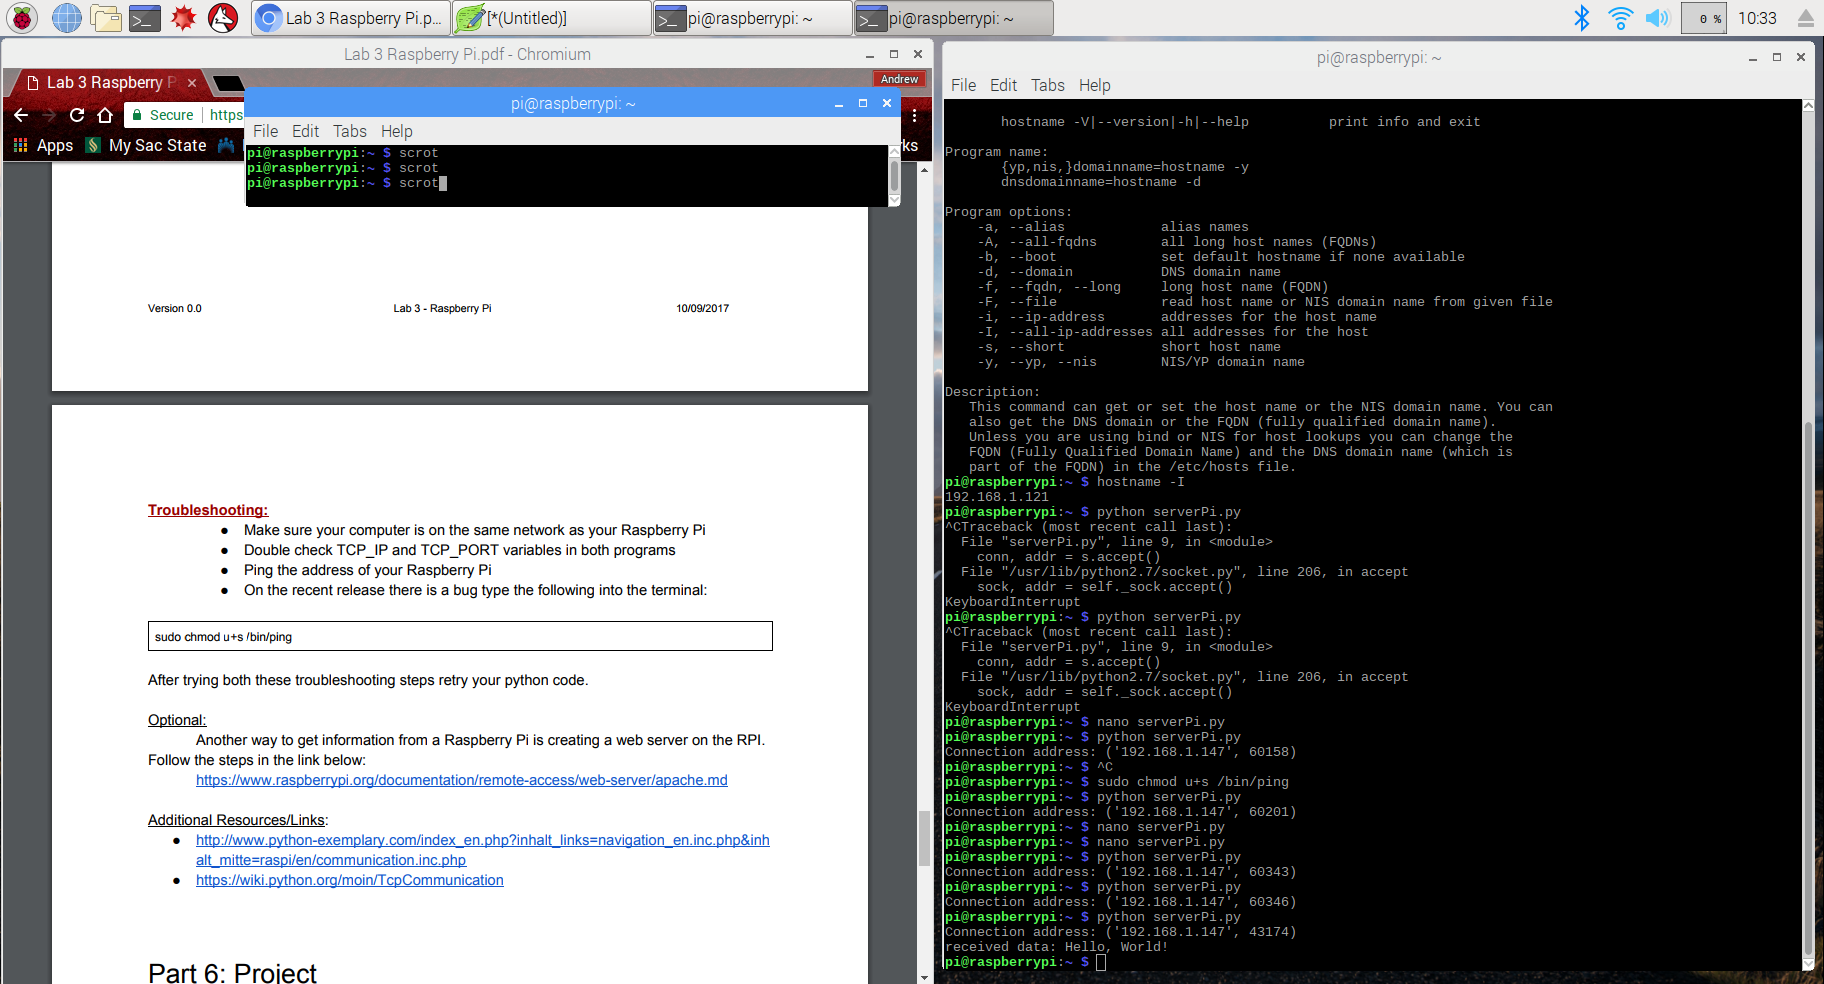 Lab 3 Raspberry Pi.p...
[*(Untitled)]
pi@raspberrypi: ~
pi@raspberrypi: ~
0 %
10:33
Lab 3 Raspberry Pi.pdf - Chromium
Lab 3 Raspberry P
Andrew
Secure
https
Apps
My Sac State
ks
pi@raspberrypi: ~
File Edit Tabs Help
pi@raspberrypi:~ $ scrot
pi@raspberrypi:~ $ scrot
pi@raspberrypi:~ $ scrot
Version 0.0 Lab 3 - Raspberry Pi 10/09/2017
Troubleshooting:
● Make sure your computer is on the same network as your Raspberry Pi
● Double check TCP_IP and TCP_PORT variables in both programs
● Ping the address of your Raspberry Pi
● On the recent release there is a bug type the following into the terminal:
sudo chmod u+s /bin/ping
After trying both these troubleshooting steps retry your python code.
Optional:
Another way to get information from a Raspberry Pi is creating a web server on the RPI.
Follow the steps in the link below:
https://www.raspberrypi.org/documentation/remote-access/web-server/apache.md
Additional Resources/Links:
● http://www.python-exemplary.com/index_en.php?inhalt_links=navigation_en.inc.php&inh
alt_mitte=raspi/en/communication.inc.php
● https://wiki.python.org/moin/TcpCommunication
Part 6: Project
pi@raspberrypi: ~
File Edit Tabs Help
hostname -V|--version|-h|--help print info and exit
Program name:
{yp,nis,}domainname=hostname -y
dnsdomainname=hostname -d
Program options:
-a, --alias alias names
-A, --all-fqdns all long host names (FQDNs)
-b, --boot set default hostname if none available
-d, --domain DNS domain name
-f, --fqdn, --long long host name (FQDN)
-F, --file read host name or NIS domain name from given file
-i, --ip-address addresses for the host name
-I, --all-ip-addresses all addresses for the host
-s, --short short host name
-y, --yp, --nis NIS/YP domain name
Description:
This command can get or set the host name or the NIS domain name. You can
also get the DNS domain or the FQDN (fully qualified domain name).
Unless you are using bind or NIS for host lookups you can change the
FQDN (Fully Qualified Domain Name) and the DNS domain name (which is
part of the FQDN) in the /etc/hosts file.
pi@raspberrypi:~ $ hostname -I
192.168.1.121
pi@raspberrypi:~ $ python serverPi.py
^CTraceback (most recent call last):
File "serverPi.py", line 9, in <module>
conn, addr = s.accept()
File "/usr/lib/python2.7/socket.py", line 206, in accept
sock, addr = self._sock.accept()
KeyboardInterrupt
pi@raspberrypi:~ $ python serverPi.py
^CTraceback (most recent call last):
File "serverPi.py", line 9, in <module>
conn, addr = s.accept()
File "/usr/lib/python2.7/socket.py", line 206, in accept
sock, addr = self._sock.accept()
KeyboardInterrupt
pi@raspberrypi:~ $ nano serverPi.py
pi@raspberrypi:~ $ python serverPi.py
Connection address: ('192.168.1.147', 60158)
pi@raspberrypi:~ $ ^C
pi@raspberrypi:~ $ sudo chmod u+s /bin/ping
pi@raspberrypi:~ $ python serverPi.py
Connection address: ('192.168.1.147', 60201)
pi@raspberrypi:~ $ nano serverPi.py
pi@raspberrypi:~ $ nano serverPi.py
pi@raspberrypi:~ $ python serverPi.py
Connection address: ('192.168.1.147', 60343)
pi@raspberrypi:~ $ python serverPi.py
Connection address: ('192.168.1.147', 60346)
pi@raspberrypi:~ $ python serverPi.py
Connection address: ('192.168.1.147', 43174)
received data: Hello, World!
pi@raspberrypi:~ $